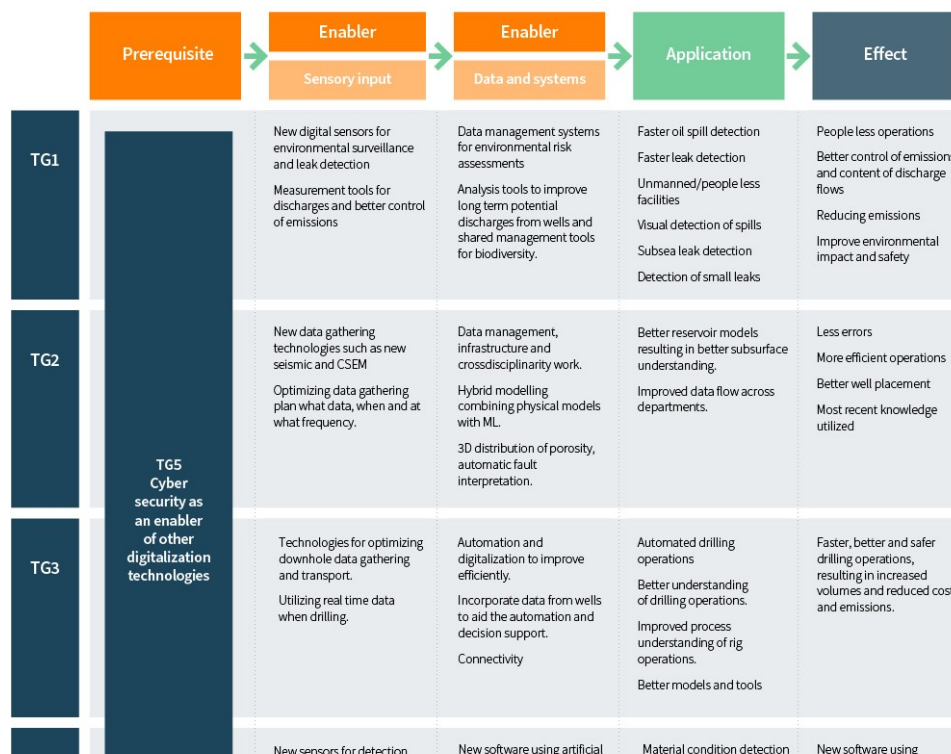 Prerequisite
Enabler
Sensory input
Enabler
Data and systems
Application
Effect
TG1
New digital sensors for
environmental surveillance
and leak detection
Measurement tools for
discharges and better control
of emissions
Data management systems
for environmental risk
assessments
Analysis tools to improve
long term potential
discharges from wells and
shared management tools
for biodiversity.
Faster oil spill detection
Faster leak detection
Unmanned/people less
facilities
Visual detection of spills
Subsea leak detection
Detection of small leaks
People less operations
Better control of emissions
and content of discharge
flows
Reducing emissions
Improve environmental
impact and safety
TG2
New data gathering
technologies such as new
seismic and CSEM
Optimizing data gathering
plan what data, when and at
what frequency.
Data management,
infrastructure and
crossdisciplinarity work.
Hybrid modelling
combining physical models
with ML.
3D distribution of porosity,
automatic fault
interpretation.
Better reservoir models
resulting in better subsurface
understanding.
Improved data flow across
departments.
Less errors
More efficient operations
Better well placement
Most recent knowledge
utilized
TG5
Cyber
security as
an enabler
of other
digitalization
technologies
TG3
Technologies for optimizing
downhole data gathering
and transport.
Utilizing real time data
when drilling.
Automation and
digitalization to improve
efficiently.
Incorporate data from wells
to aid the automation and
decision support.
Connectivity
Automated drilling
operations
Better understanding
of drilling operations.
Improved process
understanding of rig
operations.
Better models and tools
Faster, better and safer
drilling operations,
resulting in increased
volumes and reduced cost
and emissions.
New sensors for detection
New software using artificial
Material condition detection
New software using